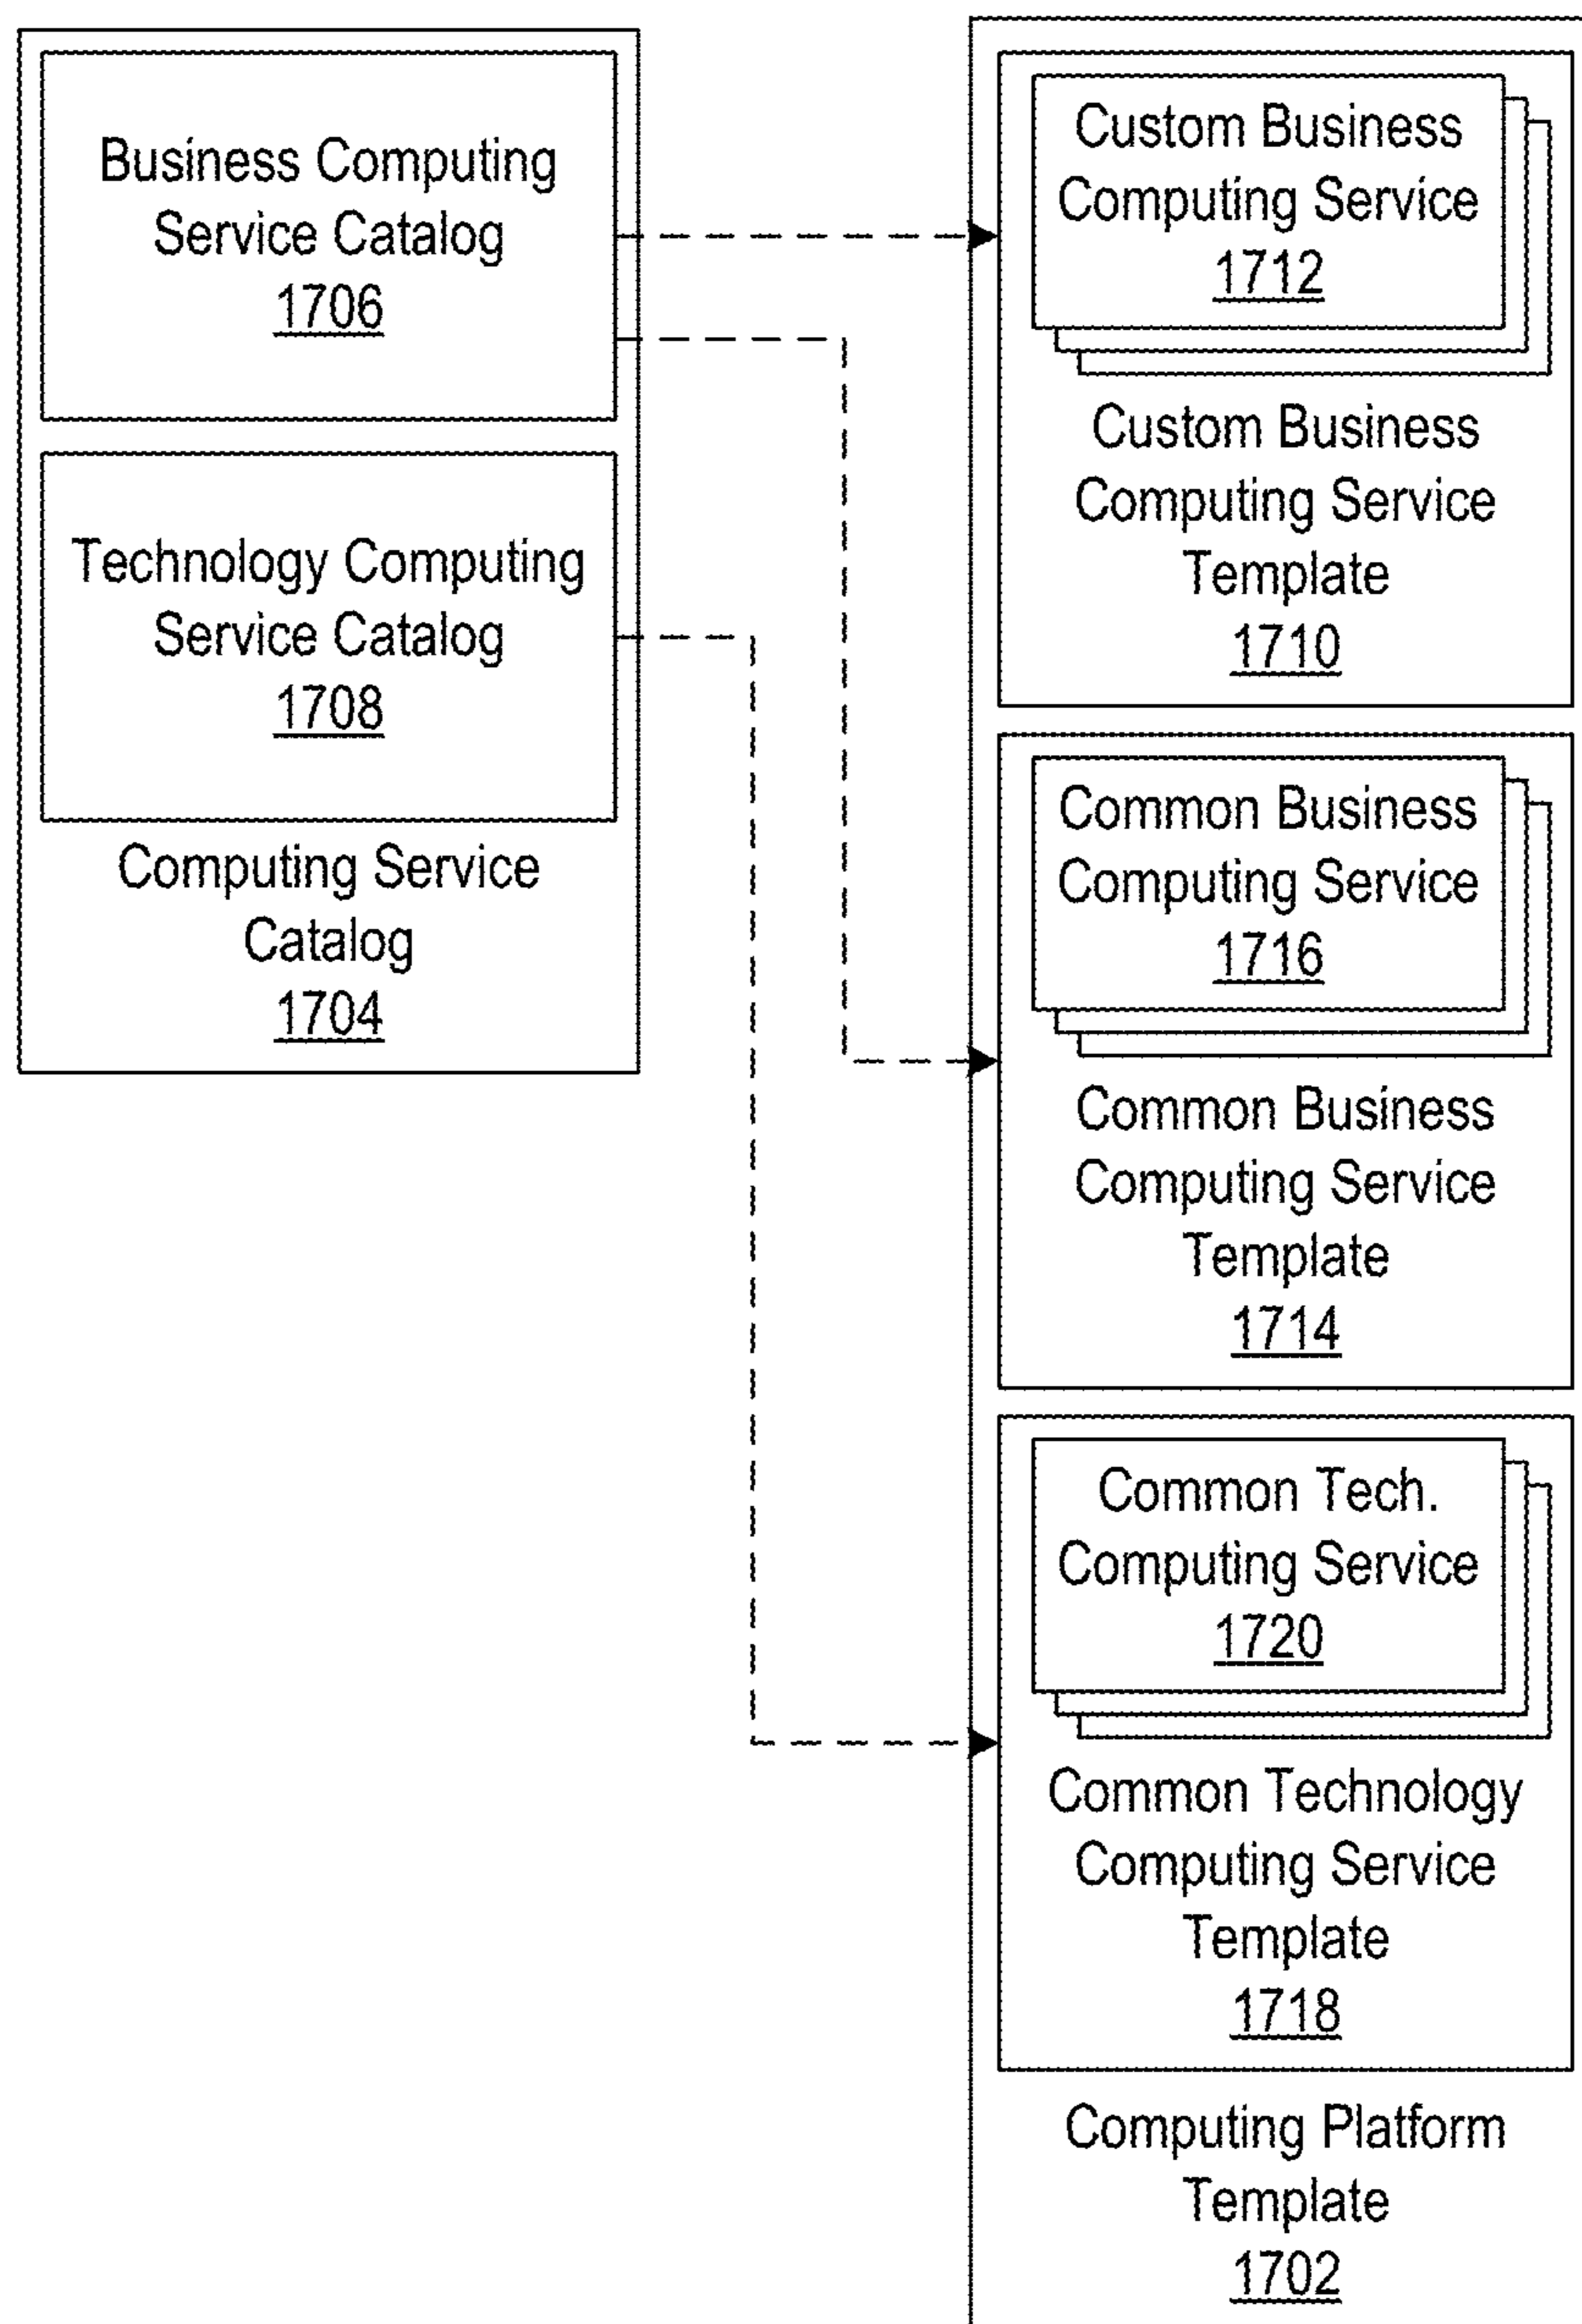 Business Computing
Service Catalog
1706
Technology Computing
Service Catalog
1708
Computing Service
Catalog
1704
Custom Business
Computing Service
1712
Custom Business
Computing Service
Template
1710
Common Business
Computing Service
1716
Common Business
Computing Service
Template
1714
Common Tech.
Computing Service
1720
Common Technology
Computing Service
Template
1718
Computing Platform
Template
1702